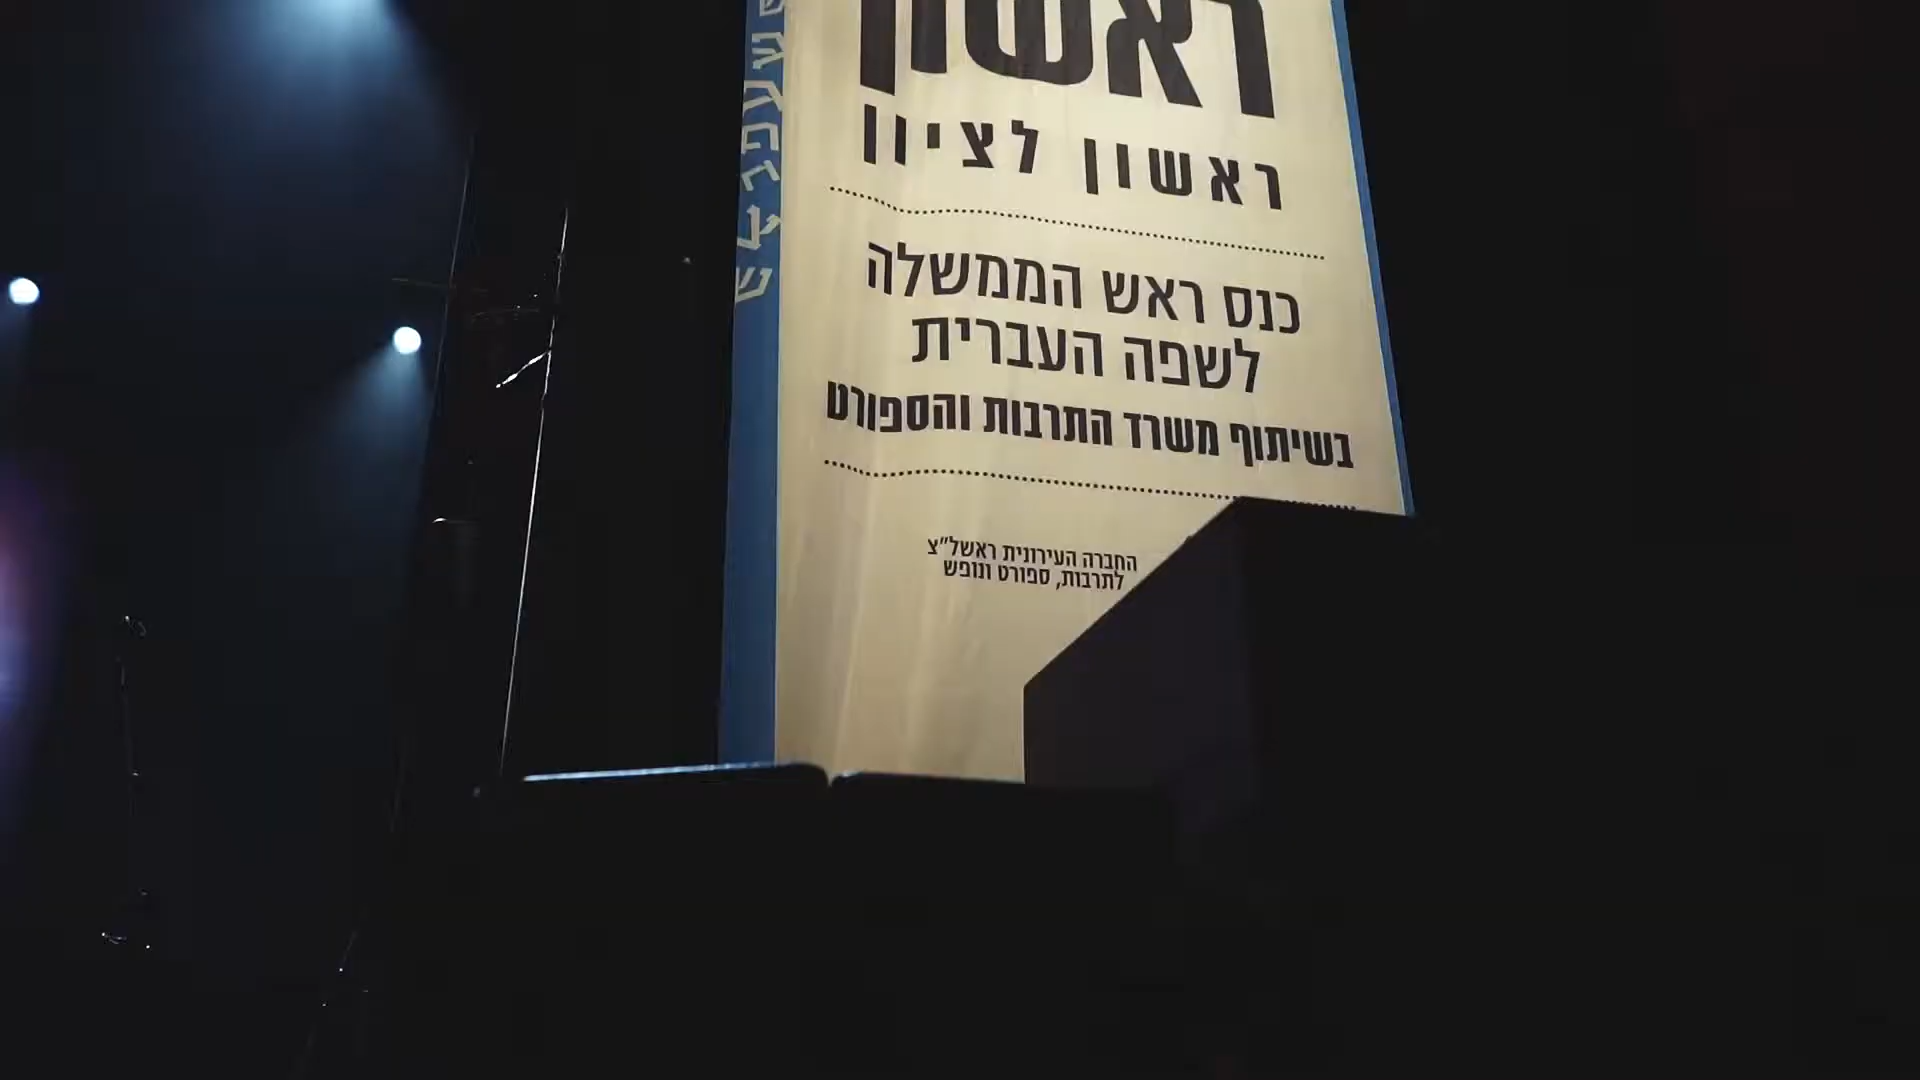 ראשון
ראשון לציון
כנס ראש הממשלה
לשפה העברית
בשיתוף משרד התרבות והספורט
החברה העירונית ראשל"צ
לתרבות, ספורט ונופש